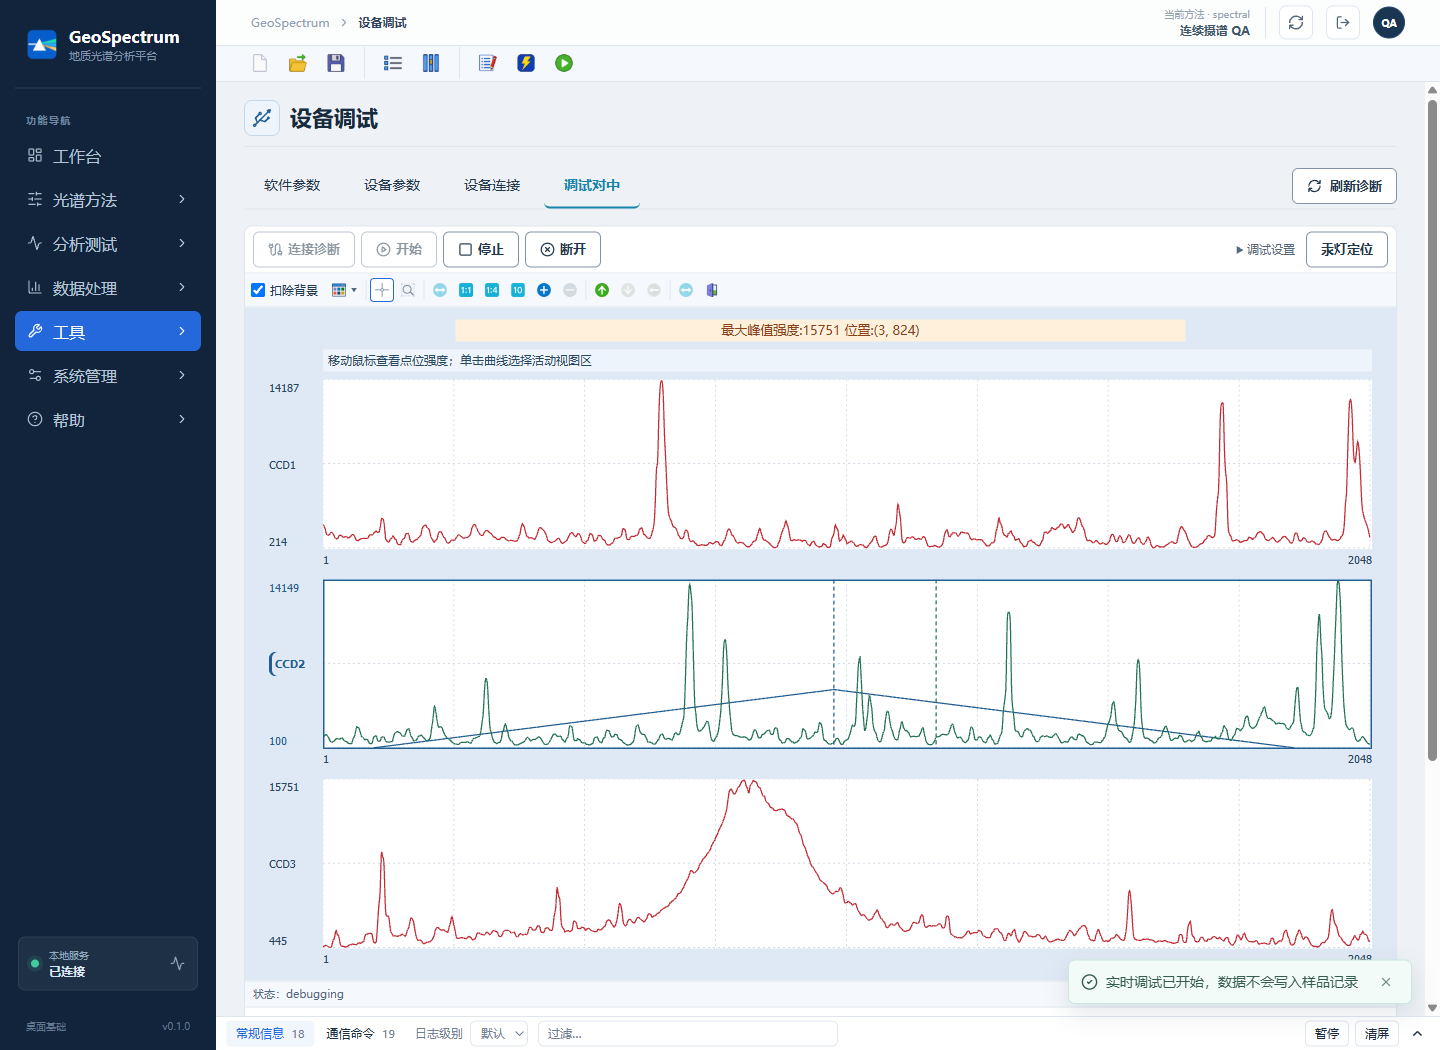 GeoSpectrum
地质光谱分析平台
功能导航
工作台
光谱方法
分析测试
数据处理
工具
系统管理
帮助
本地服务
已连接
桌面基础 v0.1.0
GeoSpectrum 设备调试
当前方法 · spectral
连续摄谱 QA
QA
设备调试
软件参数 设备参数 设备连接 调试对中 刷新诊断
连接诊断 开始 停止 断开 调试设置 汞灯定位
扣除背景 1:1 1:4 10
最大峰值强度:15751 位置:(3, 824)
移动鼠标查看点位强度；单击曲线选择活动视图区
14187
CCD1
214
1 2048
14149
CCD2
100
1 2048
15751
CCD3
445
1 2048
实时调试已开始，数据不会写入样品记录
状态：debugging
常规信息 18 通信命令 19 日志级别 默认 过滤... 暂停 清屏